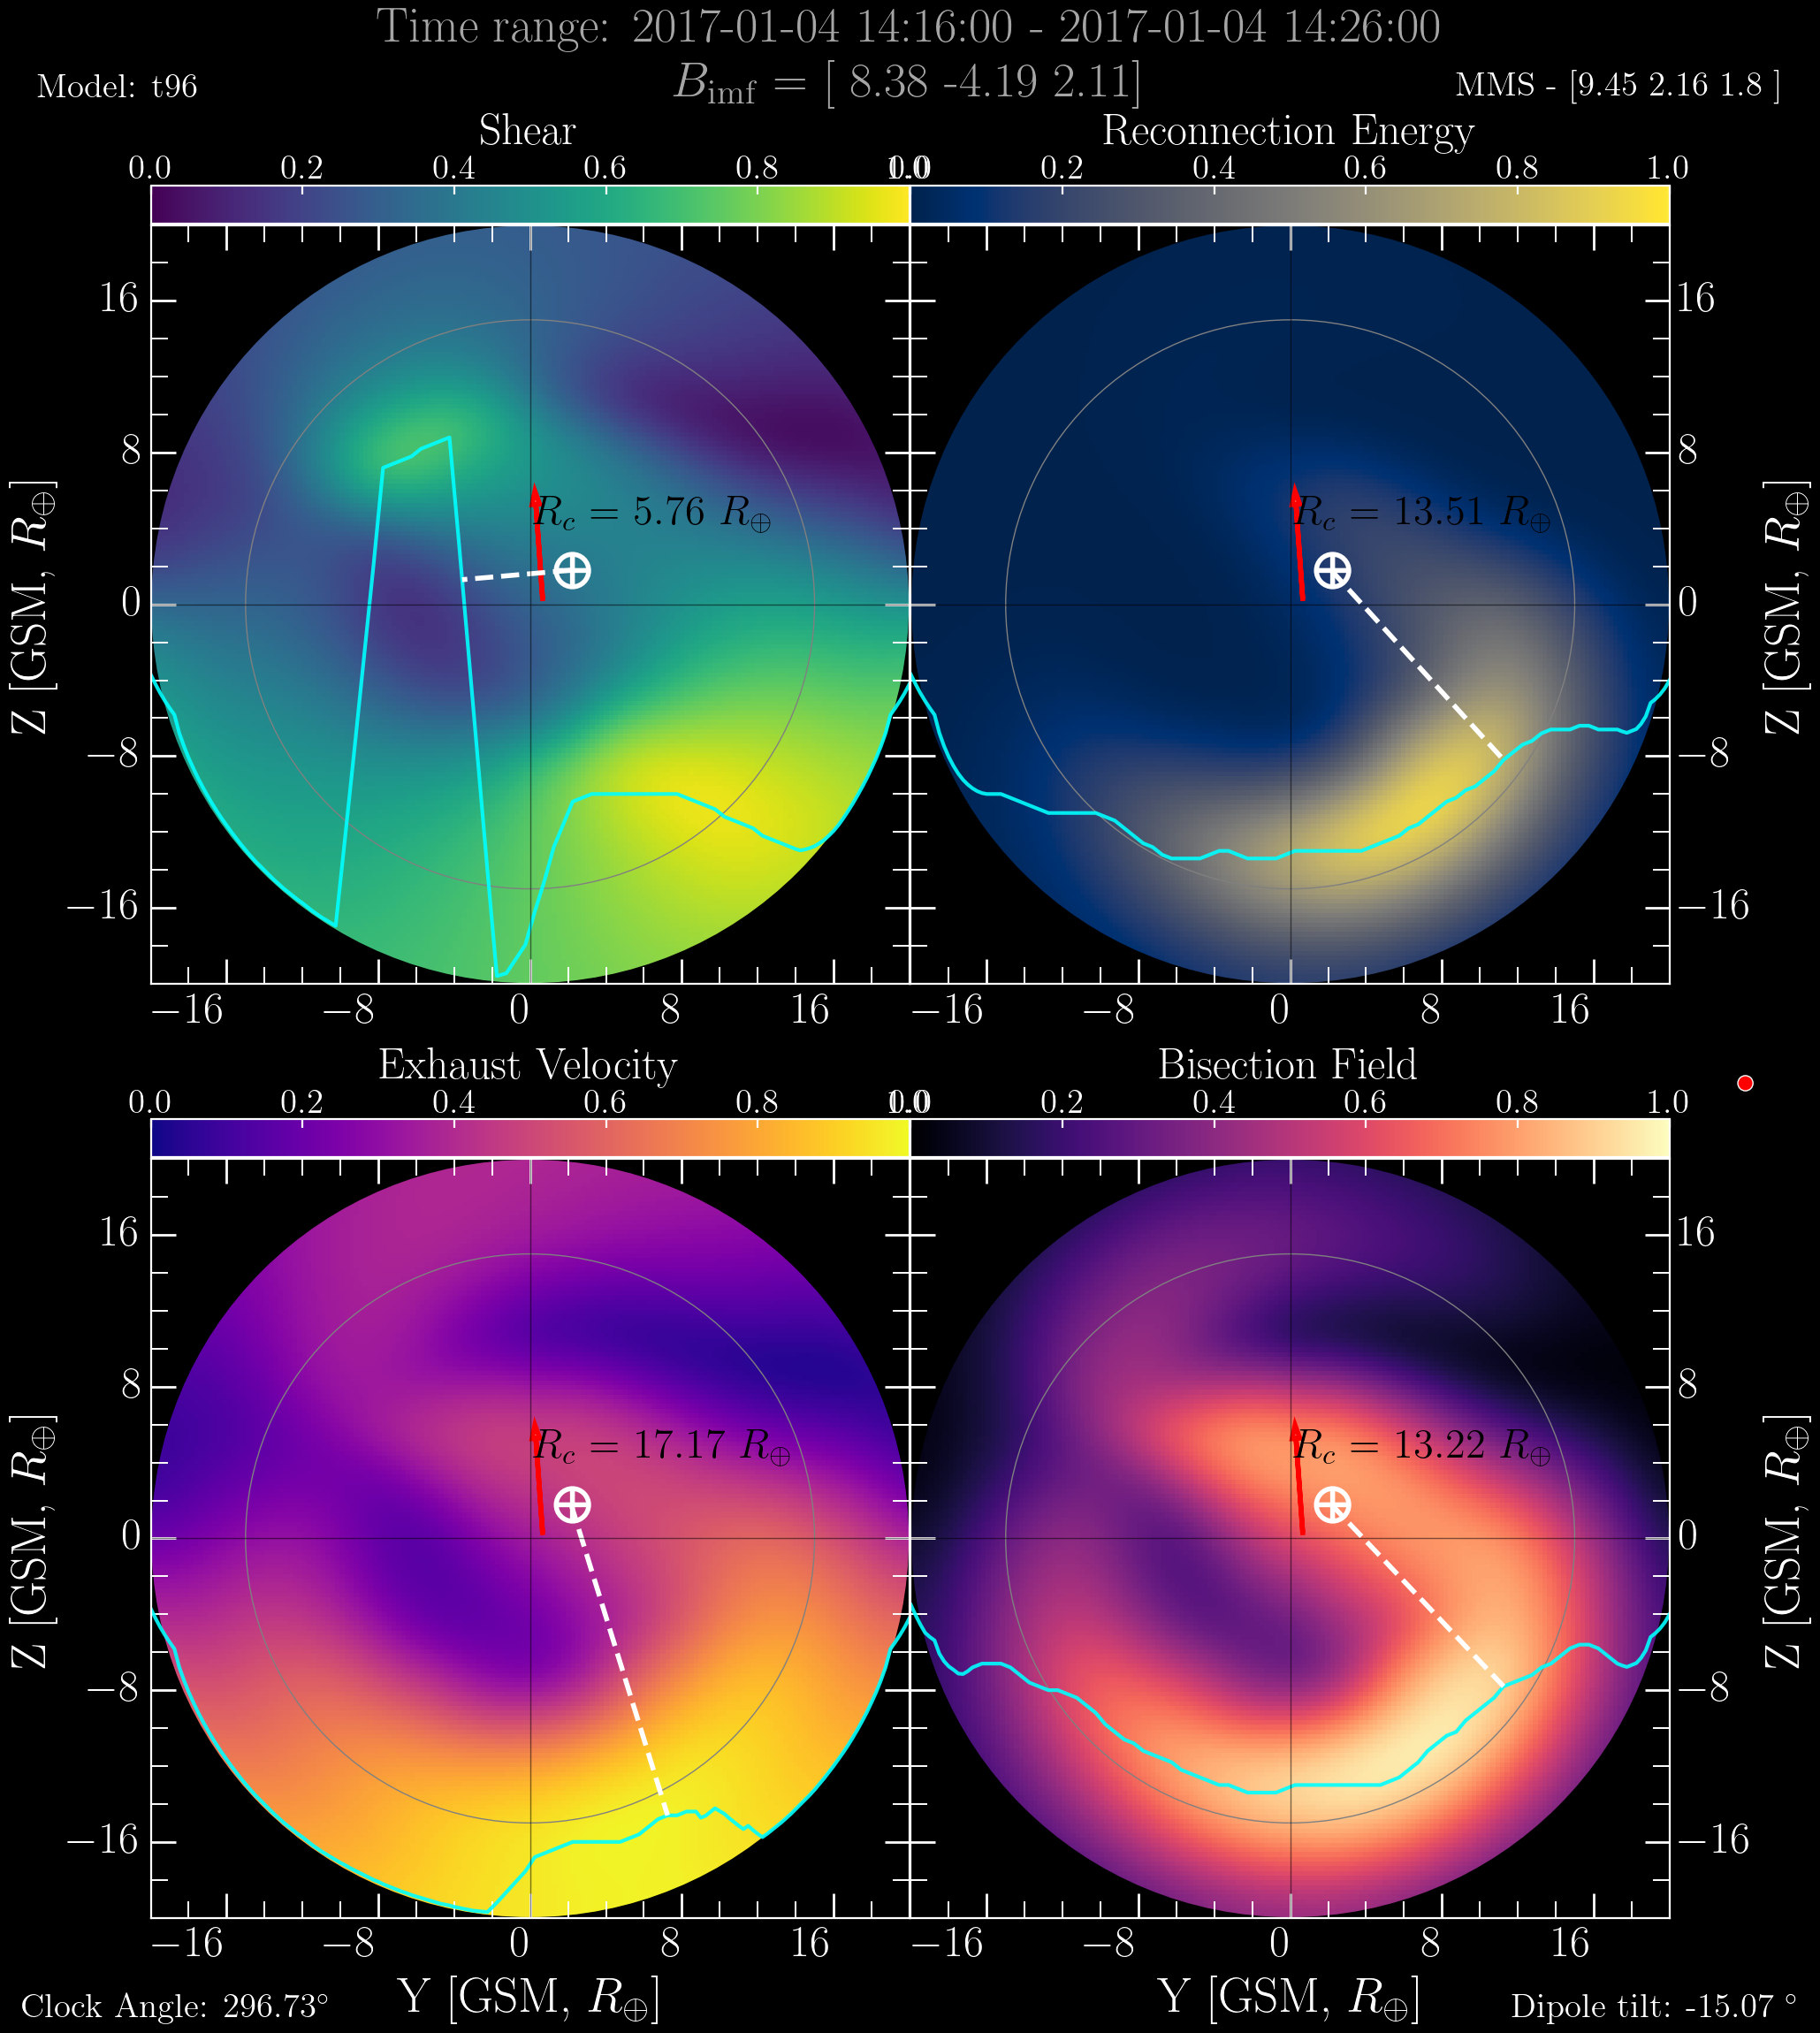 Time range: 2017-01-04 14:16:00 - 2017-01-04 14:26:00
Model: t96
B_imf = [ 8.38 -4.19 2.11]
MMS - [9.45 2.16 1.8 ]
Shear
Reconnection Energy
0.0 0.2 0.4 0.6 0.8 1.0
0.0 0.2 0.4 0.6 0.8 1.0
16 8 0 −8 −16
Z [GSM, R⊕]
R_c = 5.76 R⊕
R_c = 13.51 R⊕
16 8 0 −8 −16
Z [GSM, R⊕]
−16 −8 0 8 16
−16 −8 0 8 16
Exhaust Velocity
Bisection Field
0.0 0.2 0.4 0.6 0.8 1.0
0.0 0.2 0.4 0.6 0.8 1.0
16 8 0 −8 −16
Z [GSM, R⊕]
R_c = 17.17 R⊕
R_c = 13.22 R⊕
16 8 0 −8 −16
Z [GSM, R⊕]
−16 −8 0 8 16
−16 −8 0 8 16
Y [GSM, R⊕]
Y [GSM, R⊕]
Clock Angle: 296.73°
Dipole tilt: -15.07 °